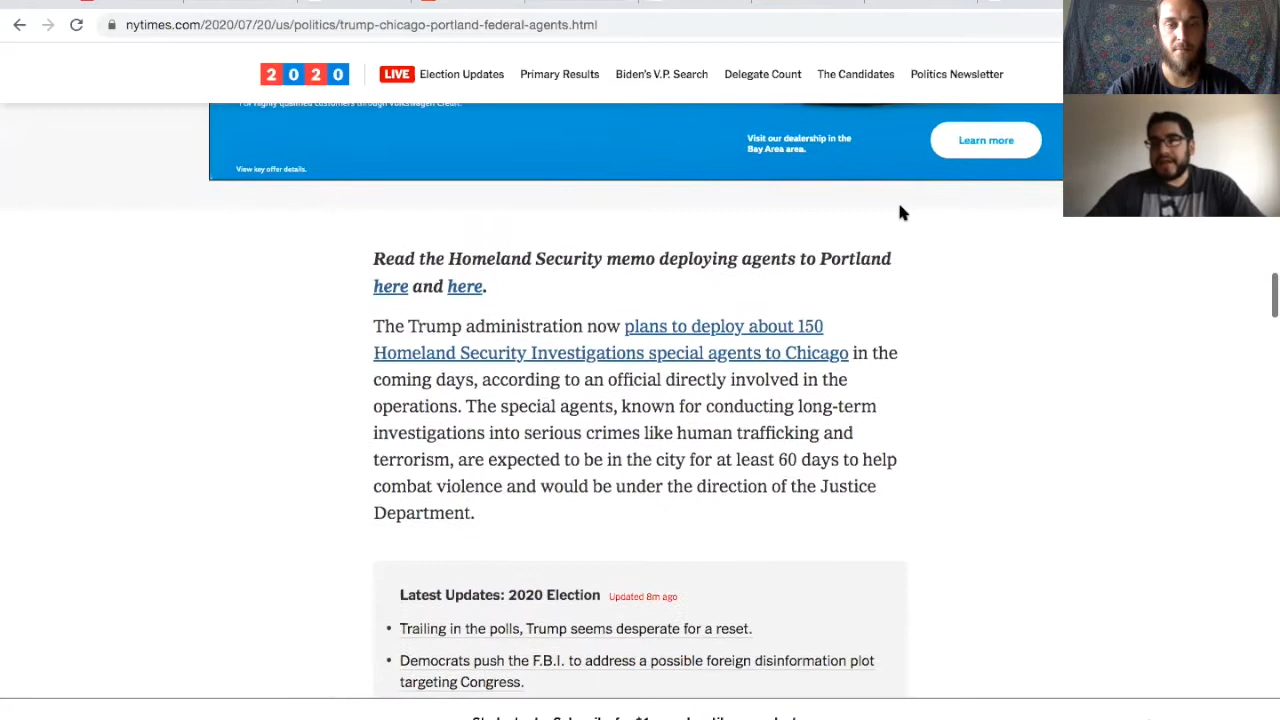 nytimes.com/2020/07/20/us/politics/trump-chicago-portland-federal-agents.html
2020 LIVE Election Updates Primary Results Biden's V.P. Search Delegate Count The Candidates Politics Newsletter
For highly qualified customers through Volkswagen Credit.
Visit our dealership in the
Bay Area area.
Learn more
View key offer details.
Read the Homeland Security memo deploying agents to Portland
here and here.
The Trump administration now plans to deploy about 150
Homeland Security Investigations special agents to Chicago in the
coming days, according to an official directly involved in the
operations. The special agents, known for conducting long-term
investigations into serious crimes like human trafficking and
terrorism, are expected to be in the city for at least 60 days to help
combat violence and would be under the direction of the Justice
Department.
Latest Updates: 2020 Election Updated 8m ago
• Trailing in the polls, Trump seems desperate for a reset.
• Democrats push the F.B.I. to address a possible foreign disinformation plot
targeting Congress.